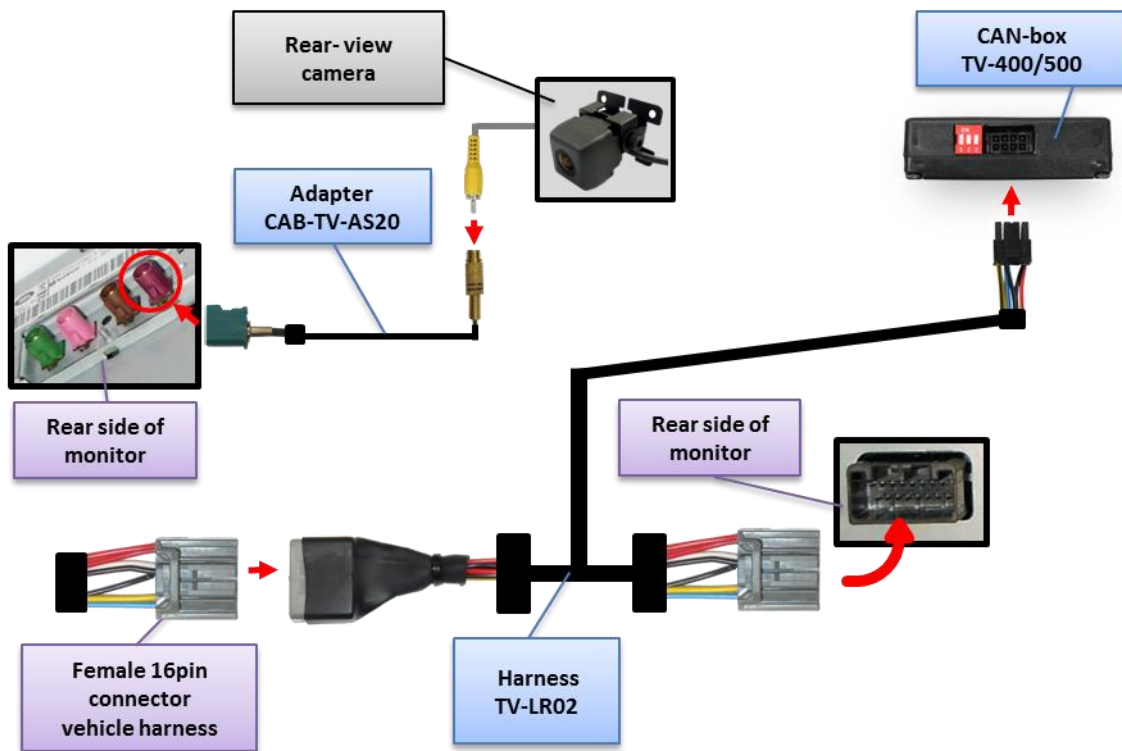 Rear- view
camera
CAN-box
TV-400/500
Adapter
CAB-TV-AS20
Rear side of
monitor
Rear side of
monitor
Female 16pin
connector
vehicle harness
Harness
TV-LR02